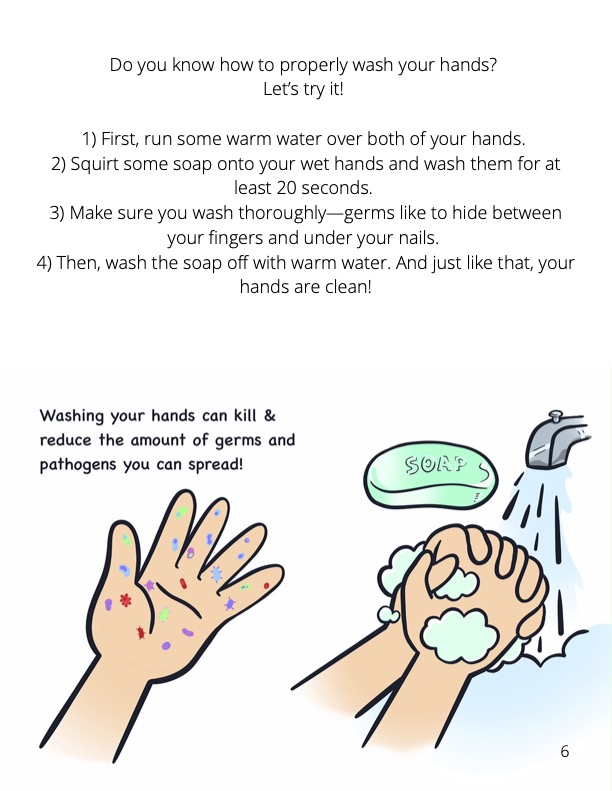 Do you know how to properly wash your hands?
Let’s try it!
1) First, run some warm water over both of your hands.
2) Squirt some soap onto your wet hands and wash them for at
least 20 seconds.
3) Make sure you wash thoroughly—germs like to hide between
your fingers and under your nails.
4) Then, wash the soap off with warm water. And just like that, your
hands are clean!
Washing your hands can kill &
reduce the amount of germs and
pathogens you can spread!
SOAP
6